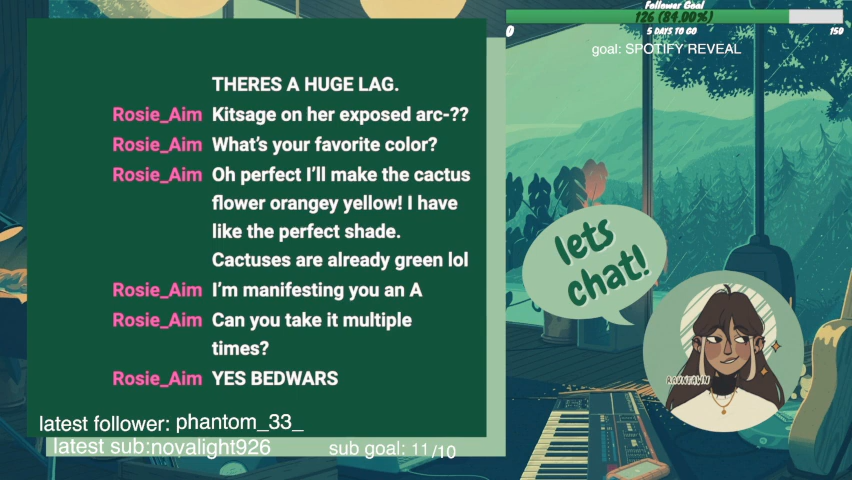 Follower Goal
126 (84.00%)
0 5 DAYS TO GO 150
goal: SPOTIFY REVEAL
THERES A HUGE LAG.
Rosie_Aim Kitsage on her exposed arc-??
Rosie_Aim What's your favorite color?
Rosie_Aim Oh perfect I'll make the cactus
flower orangey yellow! I have
like the perfect shade.
Cactuses are already green lol
Rosie_Aim I'm manifesting you an A
Rosie_Aim Can you take it multiple
times?
Rosie_Aim YES BEDWARS
lets
chat!
latest follower: phantom_33_
latest sub:novalight926
sub goal: 11/10